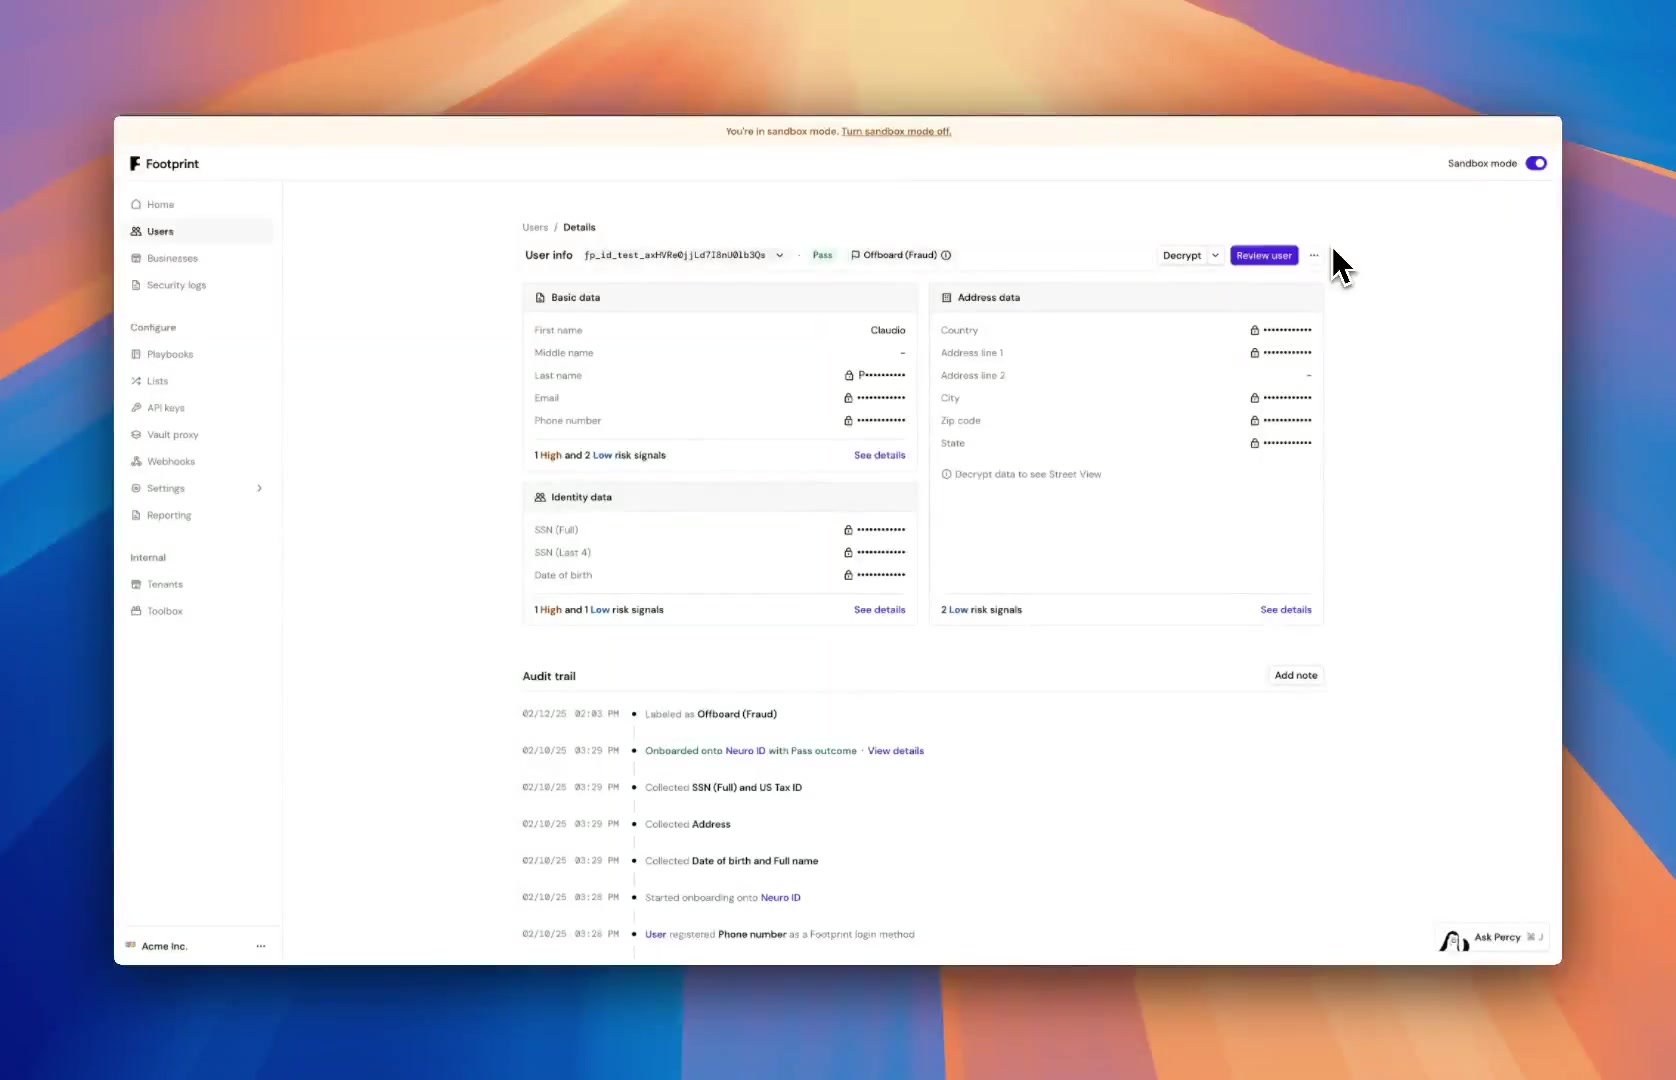 You're in sandbox mode. Turn sandbox mode off.
Footprint
Sandbox mode
Home
Users
Businesses
Security logs
Configure
Playbooks
Lists
API keys
Vault proxy
Webhooks
Settings
Reporting
Internal
Tenants
Toolbox
Acme Inc.
Users / Details
User info fp_id_test_axHVRe0jjLd7I8nU0lb3Qs · Pass Offboard (Fraud)
Decrypt Review user
Basic data
First name Claudio
Middle name -
Last name P••••••••••
Email ••••••••••••
Phone number ••••••••••••
1 High and 2 Low risk signals See details
Identity data
SSN (Full) ••••••••••••
SSN (Last 4) ••••••••••••
Date of birth ••••••••••••
1 High and 1 Low risk signals See details
Address data
Country ••••••••••••
Address line 1 ••••••••••••
Address line 2 -
City ••••••••••••
Zip code ••••••••••••
State ••••••••••••
Decrypt data to see Street View
2 Low risk signals See details
Audit trail Add note
02/12/25 02:03 PM Labeled as Offboard (Fraud)
02/10/25 03:29 PM Onboarded onto Neuro ID with Pass outcome · View details
02/10/25 03:29 PM Collected SSN (Full) and US Tax ID
02/10/25 03:29 PM Collected Address
02/10/25 03:29 PM Collected Date of birth and Full name
02/10/25 03:28 PM Started onboarding onto Neuro ID
02/10/25 03:28 PM User registered Phone number as a Footprint login method
Ask Percy ⌘ J